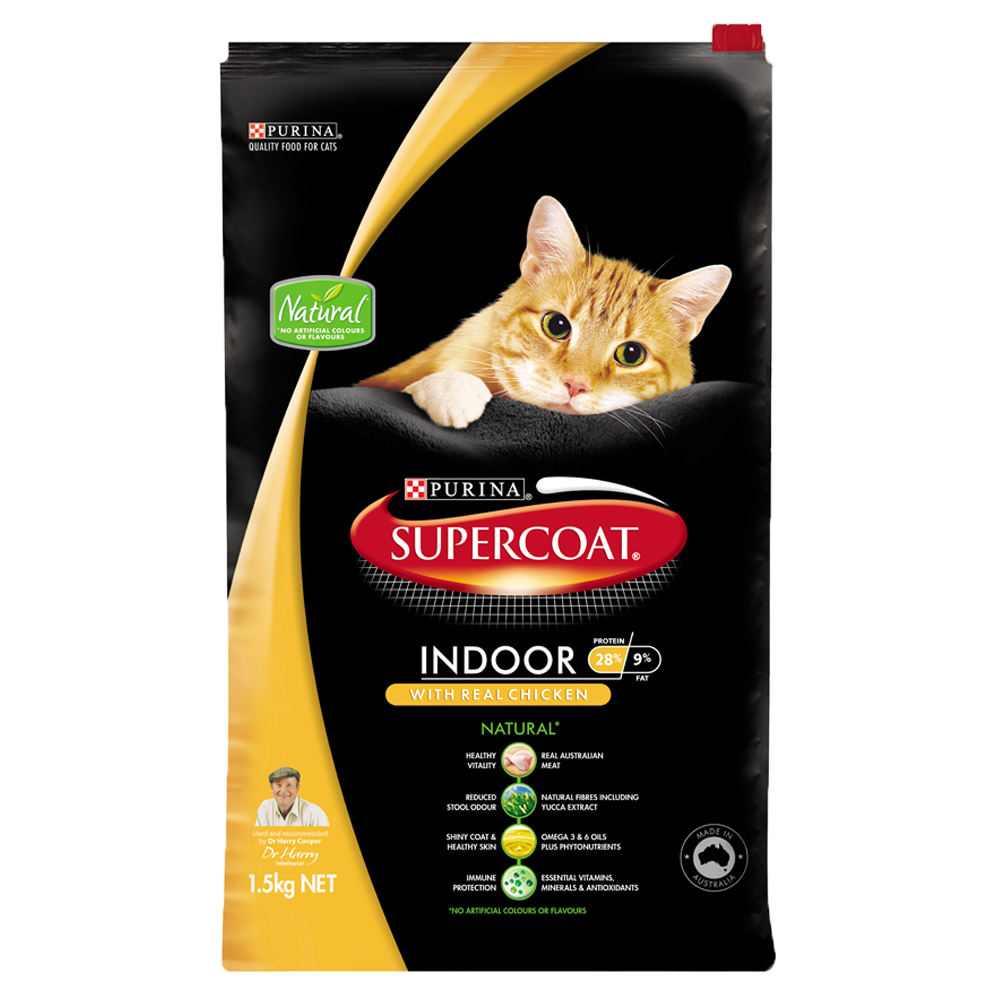 PURINA®
QUALITY FOOD FOR CATS
Natural*
*NO ARTIFICIAL COLOURS
OR FLAVOURS
PURINA®
SUPERCOAT®
INDOOR
PROTEIN
28% 9%
FAT
WITH REAL CHICKEN
NATURAL*
HEALTHY
VITALITY
REAL AUSTRALIAN
MEAT
REDUCED
STOOL ODOUR
NATURAL FIBRES INCLUDING
YUCCA EXTRACT
SHINY COAT &
HEALTHY SKIN
OMEGA 3 & 6 OILS
PLUS PHYTONUTRIENTS
IMMUNE
PROTECTION
ESSENTIAL VITAMINS,
MINERALS & ANTIOXIDANTS
*NO ARTIFICIAL COLOURS OR FLAVOURS
Used and recommended
by Dr Harry Cooper
Dr Harry
Veterinarian
1.5kg NET
MADE IN
AUSTRALIA